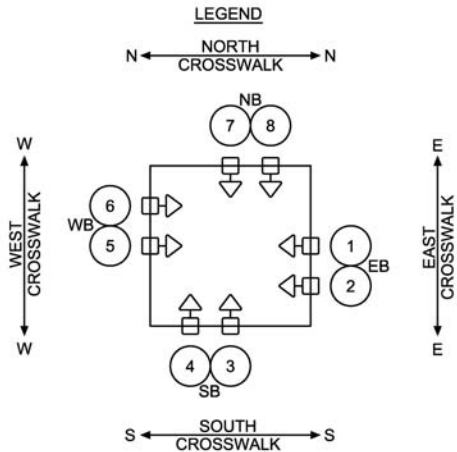 LEGEND
N NORTH N
CROSSWALK
NB
7 8
W E
6
WB
5
1
EB
2
WEST
CROSSWALK
EAST
CROSSWALK
W E
4 3
SB
S SOUTH S
CROSSWALK